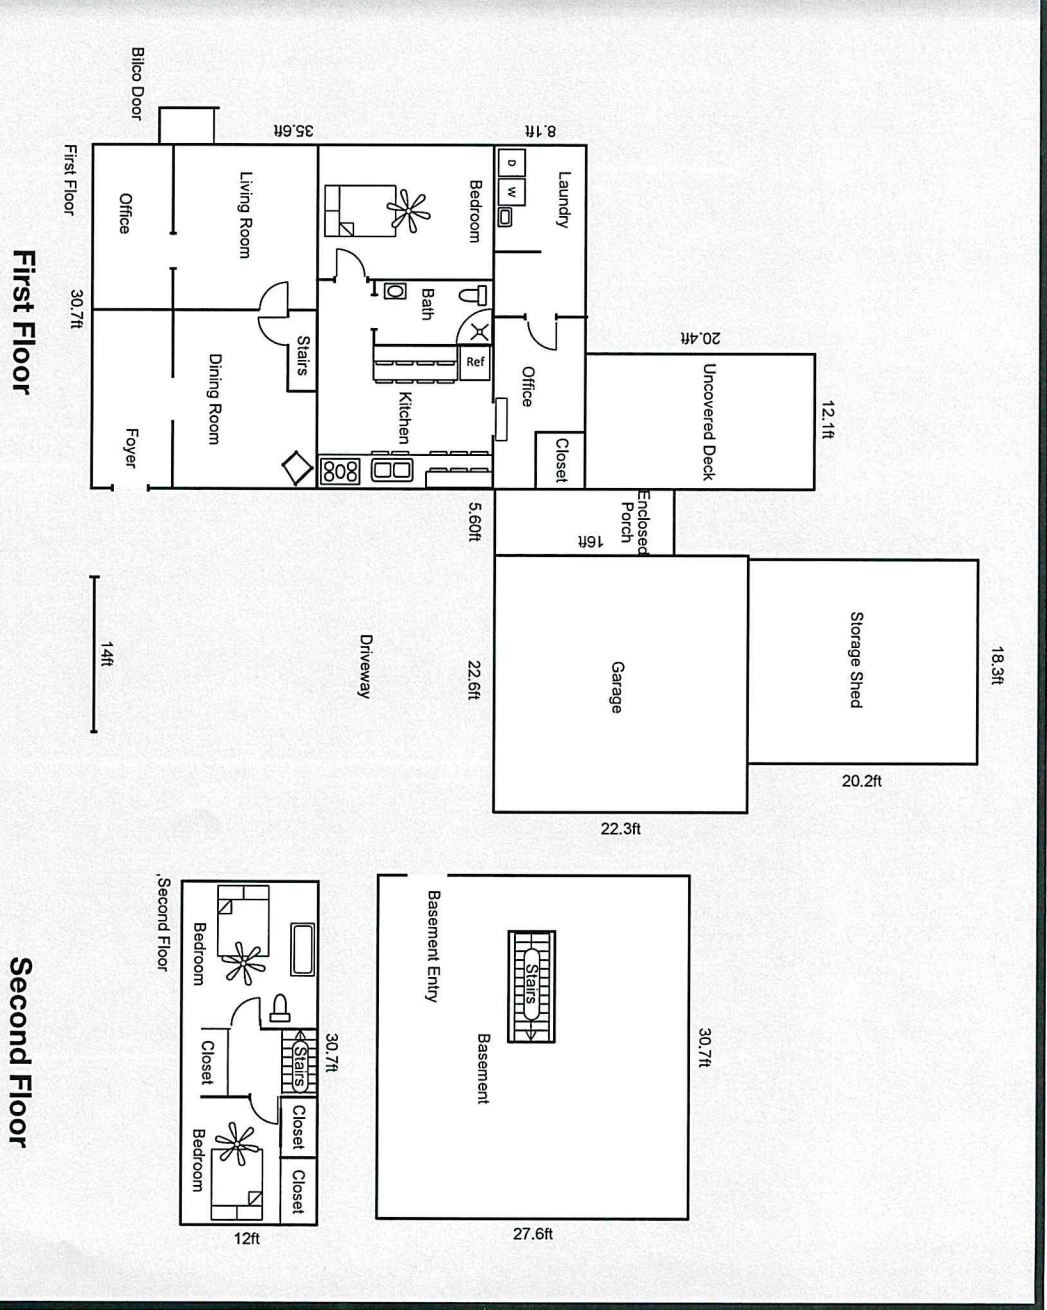 18.3ft
Storage Shed
20.2ft
12.1ft
20.4ft
Uncovered Deck
Enclosed
Porch
16ft
Garage
22.3ft
8.1ft
Laundry
D
W
Office
Closet
35.6ft
Bedroom
Bath
Ref
Kitchen
5.60ft
22.6ft
Driveway
Living Room
Stairs
Dining Room
Bilco Door
Office
Foyer
First Floor
30.7ft
14ft
First Floor
30.7ft
Stairs
Basement
Basement Entry
27.6ft
30.7ft
Stairs
Closet
Closet
Closet
Bedroom
Bedroom
12ft
,Second Floor
Second Floor